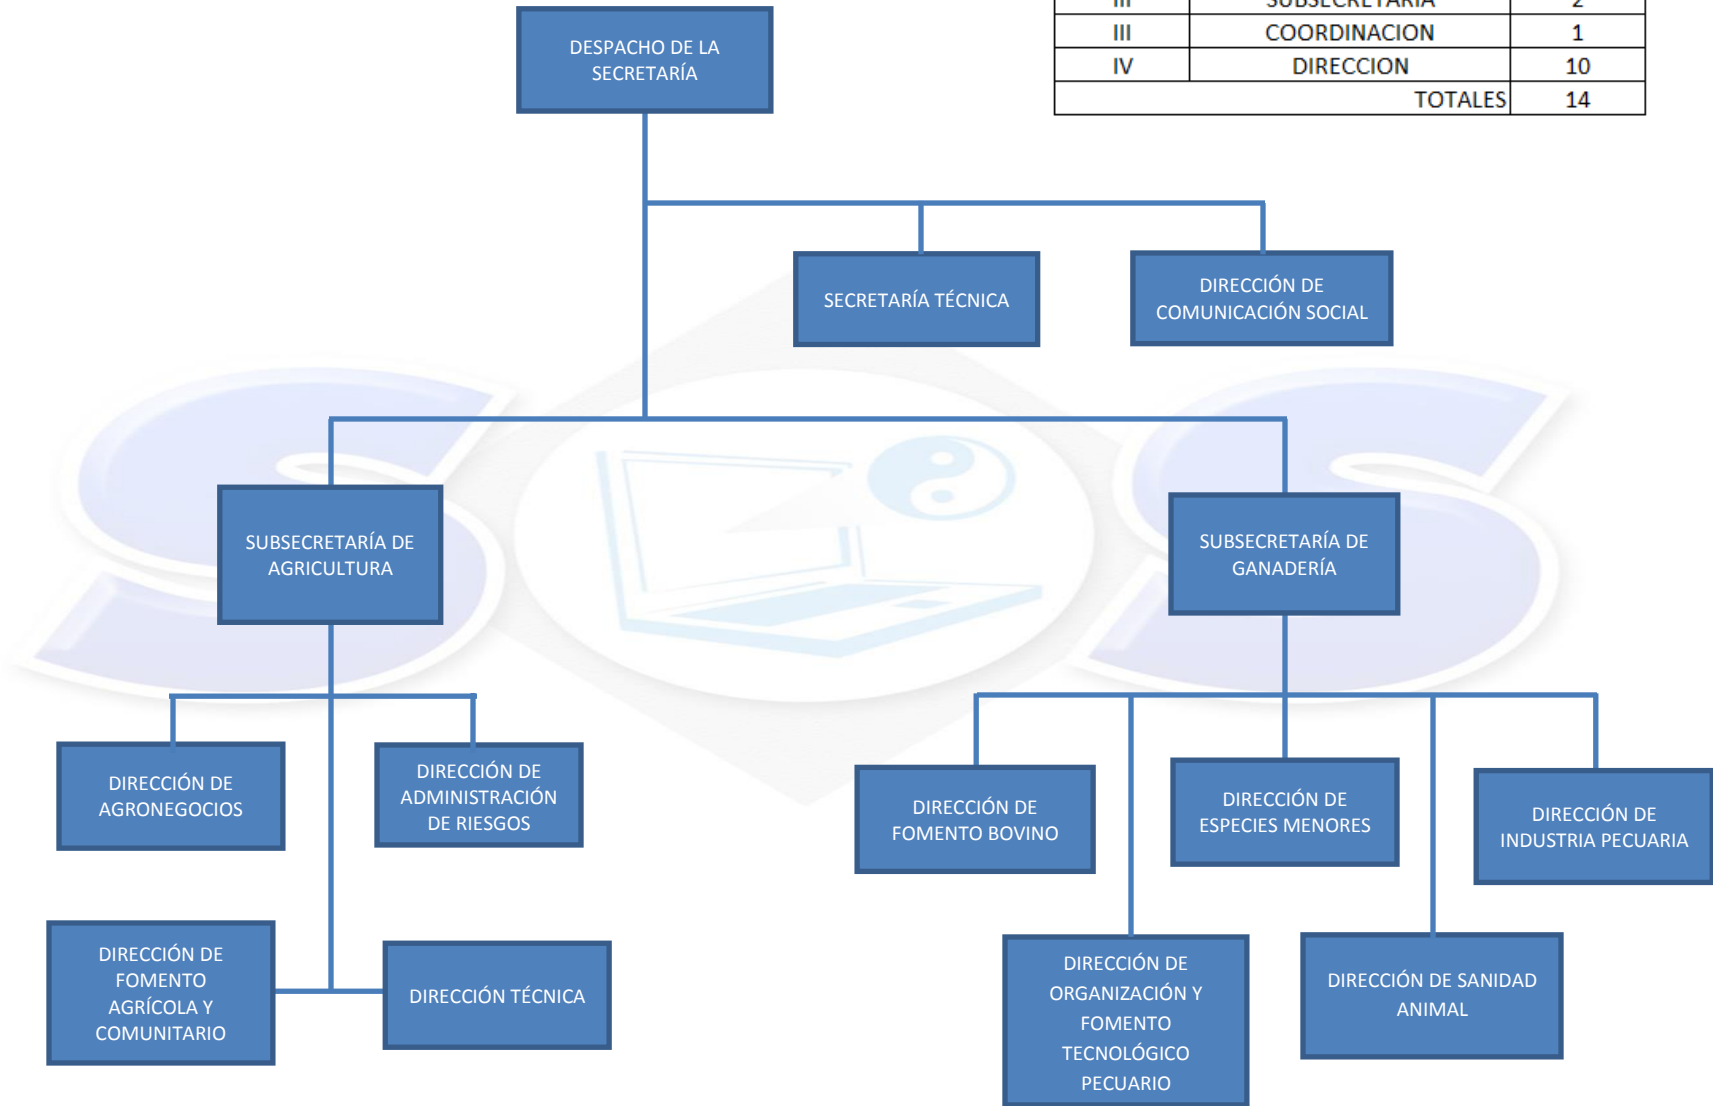 III SUBSECRETARIA 2
III COORDINACION 1
IV DIRECCION 10
TOTALES 14
DESPACHO DE LA
SECRETARÍA
SECRETARÍA TÉCNICA
DIRECCIÓN DE
COMUNICACIÓN SOCIAL
SUBSECRETARÍA DE
AGRICULTURA
SUBSECRETARÍA DE
GANADERÍA
DIRECCIÓN DE
AGRONEGOCIOS
DIRECCIÓN DE
ADMINISTRACIÓN
DE RIESGOS
DIRECCIÓN DE
FOMENTO BOVINO
DIRECCIÓN DE
ESPECIES MENORES
DIRECCIÓN DE
INDUSTRIA PECUARIA
DIRECCIÓN DE
FOMENTO
AGRÍCOLA Y
COMUNITARIO
DIRECCIÓN TÉCNICA
DIRECCIÓN DE
ORGANIZACIÓN Y
FOMENTO
TECNOLÓGICO
PECUARIO
DIRECCIÓN DE SANIDAD
ANIMAL
S S